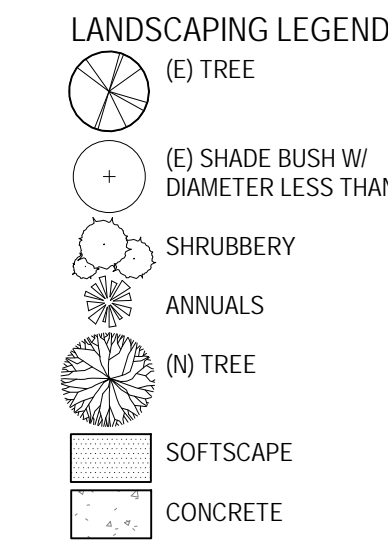 LANDSCAPING LEGEND
(E) TREE
(E) SHADE BUSH W/
DIAMETER LESS THAN
SHRUBBERY
ANNUALS
(N) TREE
SOFTSCAPE
CONCRETE